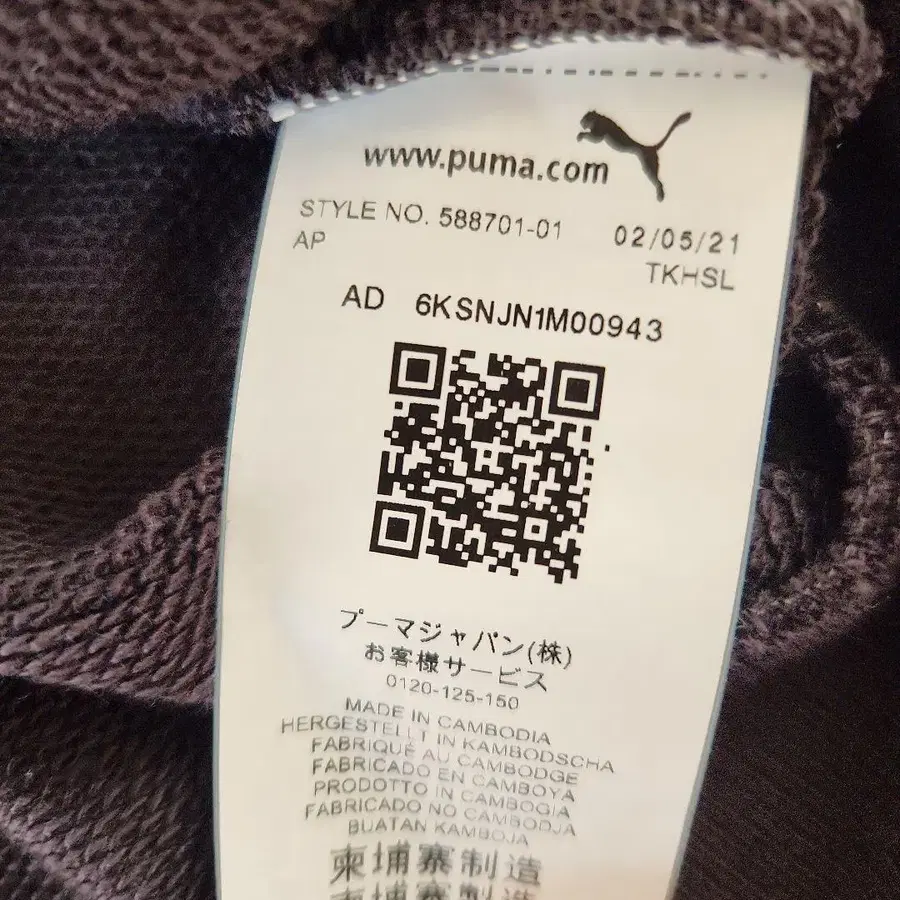 www.puma.com
STYLE NO. 588701-01 02/05/21
AP TKHSL
AD 6KSNJN1M00943
プーマジャパン(株)
お客様サービス
0120-125-150
MADE IN CAMBODIA
HERGESTELLT IN KAMBODSCHA
FABRIQUÉ AU CAMBODGE
FABRICADO EN CAMBOYA
PRODOTTO IN CAMBOGIA
FABRICADO NO CAMBODJA
BUATAN KAMBOJA
柬埔寨制造